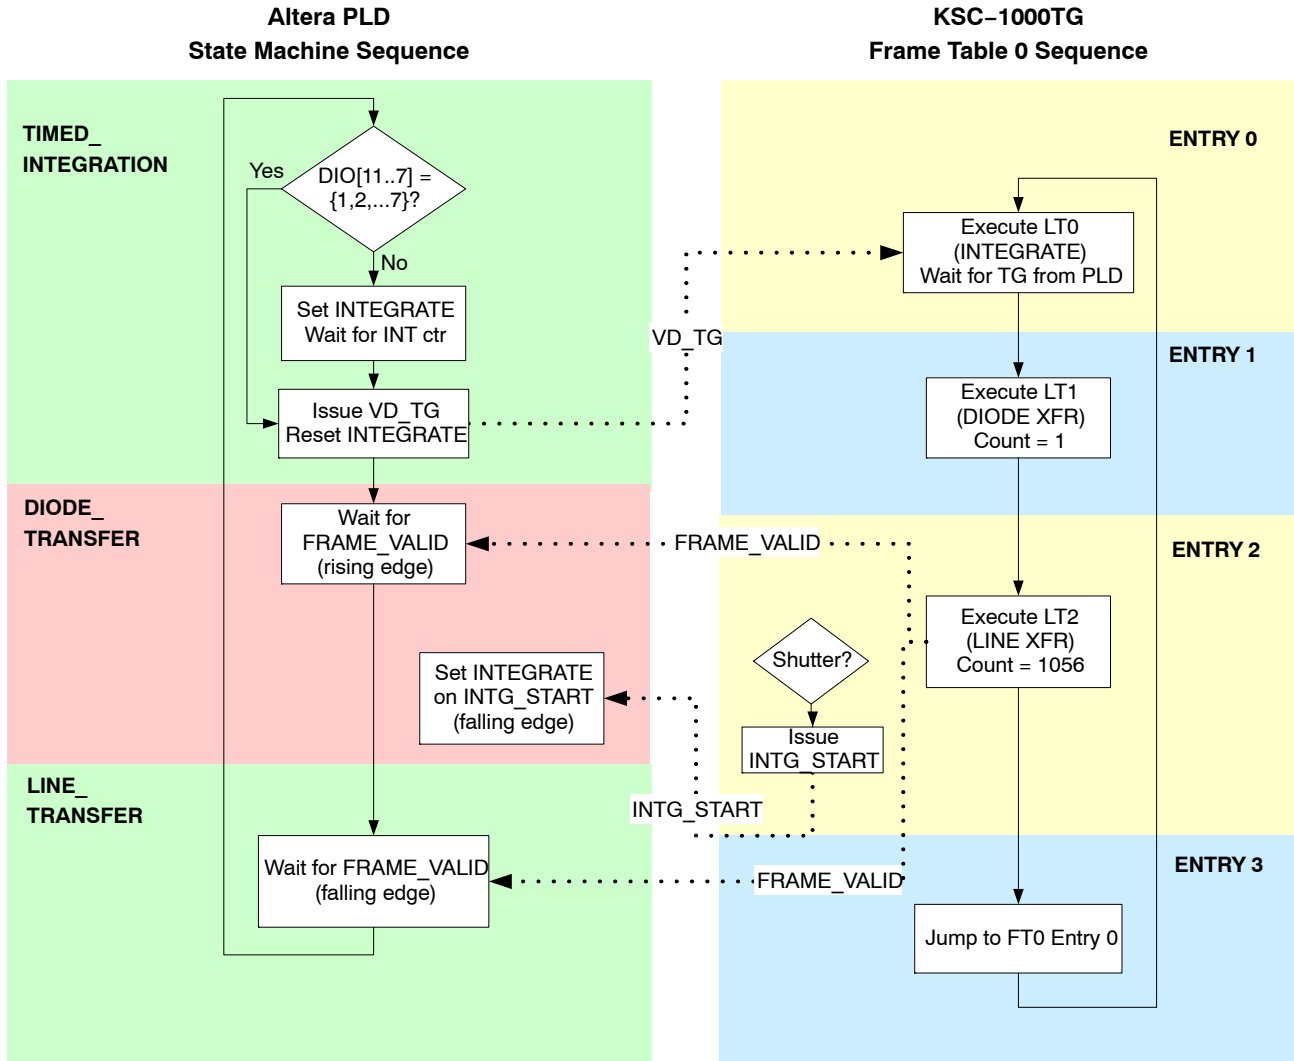 Altera PLD
State Machine Sequence
TIMED_
INTEGRATION
Yes
DIO[11..7] =
{1,2,...7}?
No
Set INTEGRATE
Wait for INT ctr
Issue VD_TG
Reset INTEGRATE
DIODE_
TRANSFER
Wait for
FRAME_VALID
(rising edge)
Set INTEGRATE
on INTG_START
(falling edge)
LINE_
TRANSFER
Wait for FRAME_VALID
(falling edge)
VD_TG
FRAME_VALID
INTG_START
FRAME_VALID
KSC−1000TG
Frame Table 0 Sequence
ENTRY 0
Execute LT0
(INTEGRATE)
Wait for TG from PLD
ENTRY 1
Execute LT1
(DIODE XFR)
Count = 1
ENTRY 2
Execute LT2
(LINE XFR)
Count = 1056
Shutter?
Issue
INTG_START
ENTRY 3
Jump to FT0 Entry 0